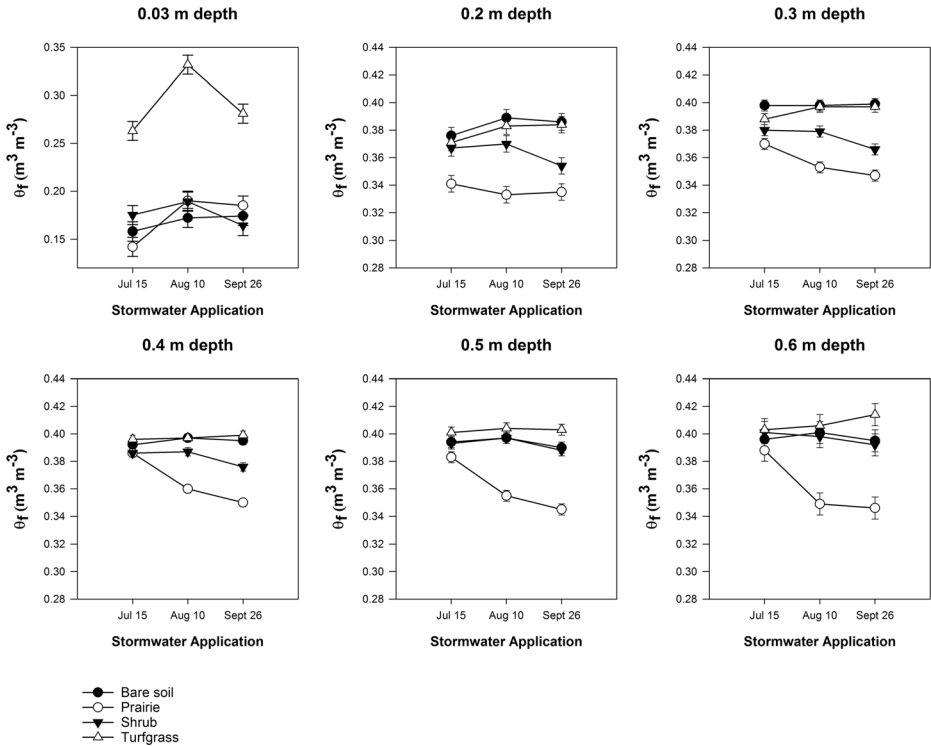 0.03 m depth
0.35
0.30
0.25
0.20
0.15
θf (m³ m⁻³)
Jul 15 Aug 10 Sept 26
Stormwater Application
0.2 m depth
0.44
0.42
0.40
0.38
0.36
0.34
0.32
0.30
0.28
θf (m³ m⁻³)
Jul 15 Aug 10 Sept 26
Stormwater Application
0.3 m depth
0.44
0.42
0.40
0.38
0.36
0.34
0.32
0.30
0.28
θf (m³ m⁻³)
Jul 15 Aug 10 Sept 26
Stormwater Application
0.4 m depth
0.44
0.42
0.40
0.38
0.36
0.34
0.32
0.30
0.28
θf (m³ m⁻³)
Jul 15 Aug 10 Sept 26
Stormwater Application
0.5 m depth
0.44
0.42
0.40
0.38
0.36
0.34
0.32
0.30
0.28
θf (m³ m⁻³)
Jul 15 Aug 10 Sept 26
Stormwater Application
0.6 m depth
0.44
0.42
0.40
0.38
0.36
0.34
0.32
0.30
0.28
θf (m³ m⁻³)
Jul 15 Aug 10 Sept 26
Stormwater Application
Bare soil
Prairie
Shrub
Turfgrass